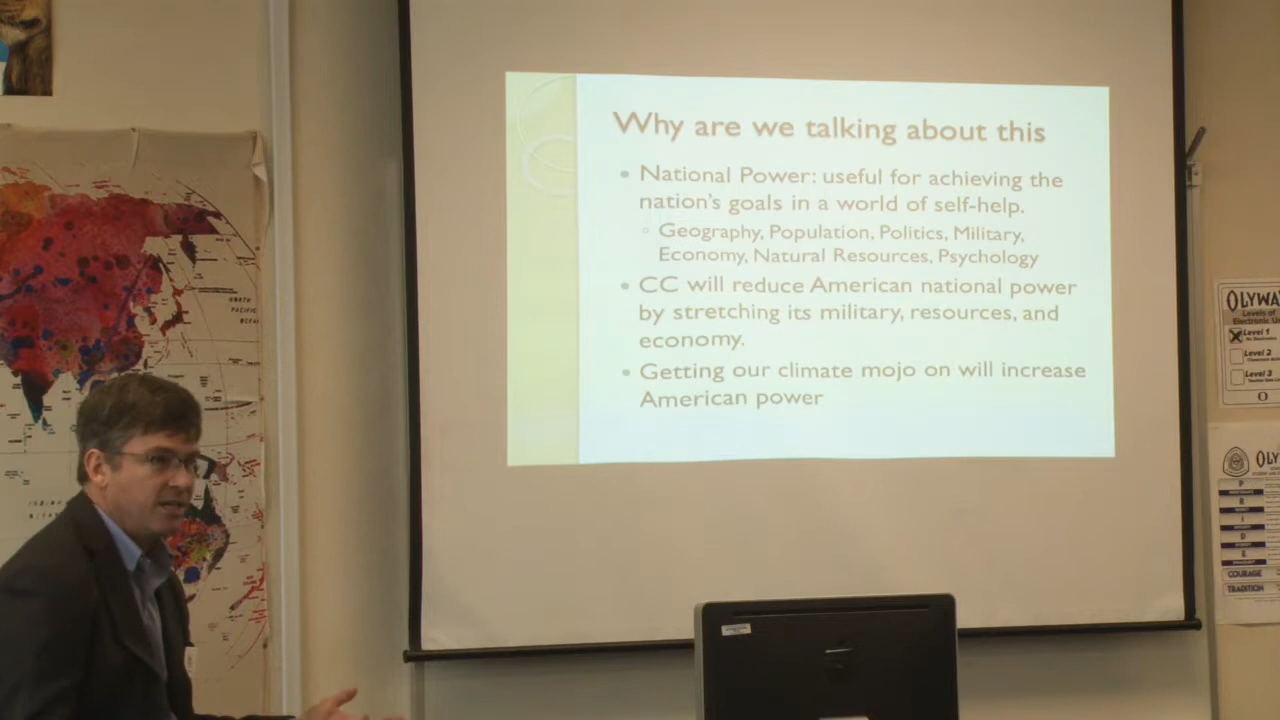 Why are we talking about this
• National Power: useful for achieving the
nation's goals in a world of self-help.
◦ Geography, Population, Politics, Military,
Economy, Natural Resources, Psychology
• CC will reduce American national power
by stretching its military, resources, and
economy.
• Getting our climate mojo on will increase
American power
NORTH
PACIFIC
OLYWA
Levels of
Level 1
Level 2
Level 3
O
OLY
P
R
I
D
E
COURAGE
TRADITION